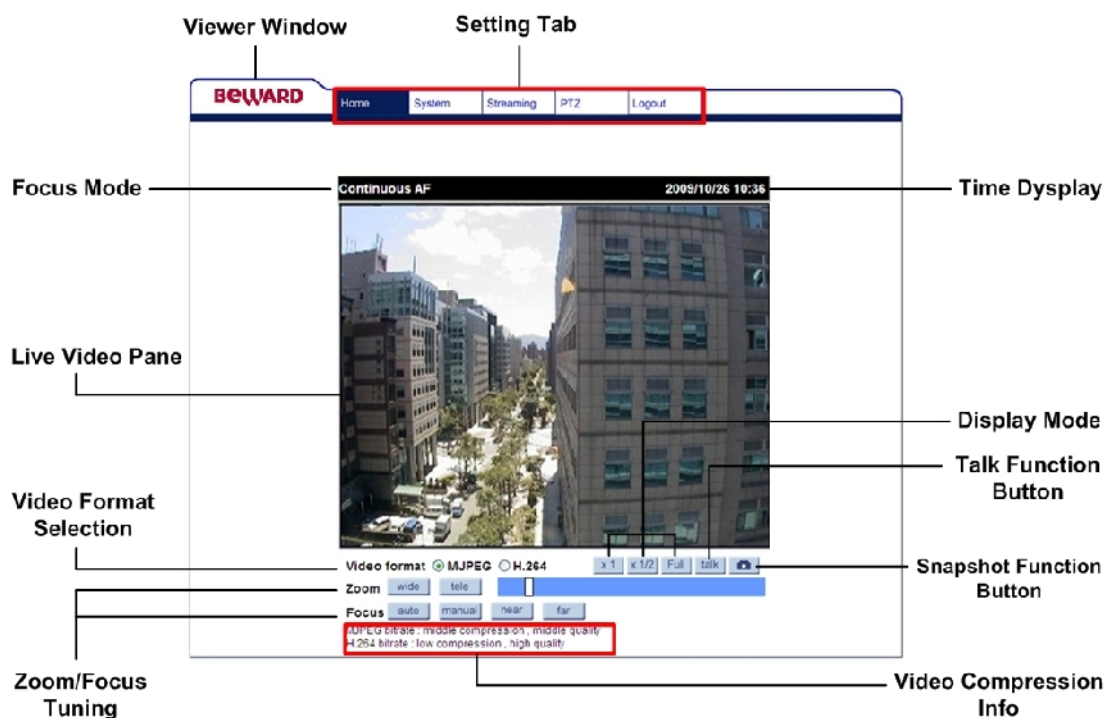 Viewer Window
Setting Tab
BEWARD
Home System Streaming PTZ Logout
Focus Mode
Continuous AF 2009/10/26 10:36
Time Dysplay
Live Video Pane
Display Mode
Talk Function
Button
Video Format
Selection
Video format MJPEG H.264
x 1 x 1/2 Full talk
Snapshot Function
Button
Zoom wide tele
Focus auto manual near far
MJPEG bitrate : middle compression , middle quality
H.264 bitrate : low compression , high quality
Zoom/Focus
Tuning
Video Compression
Info